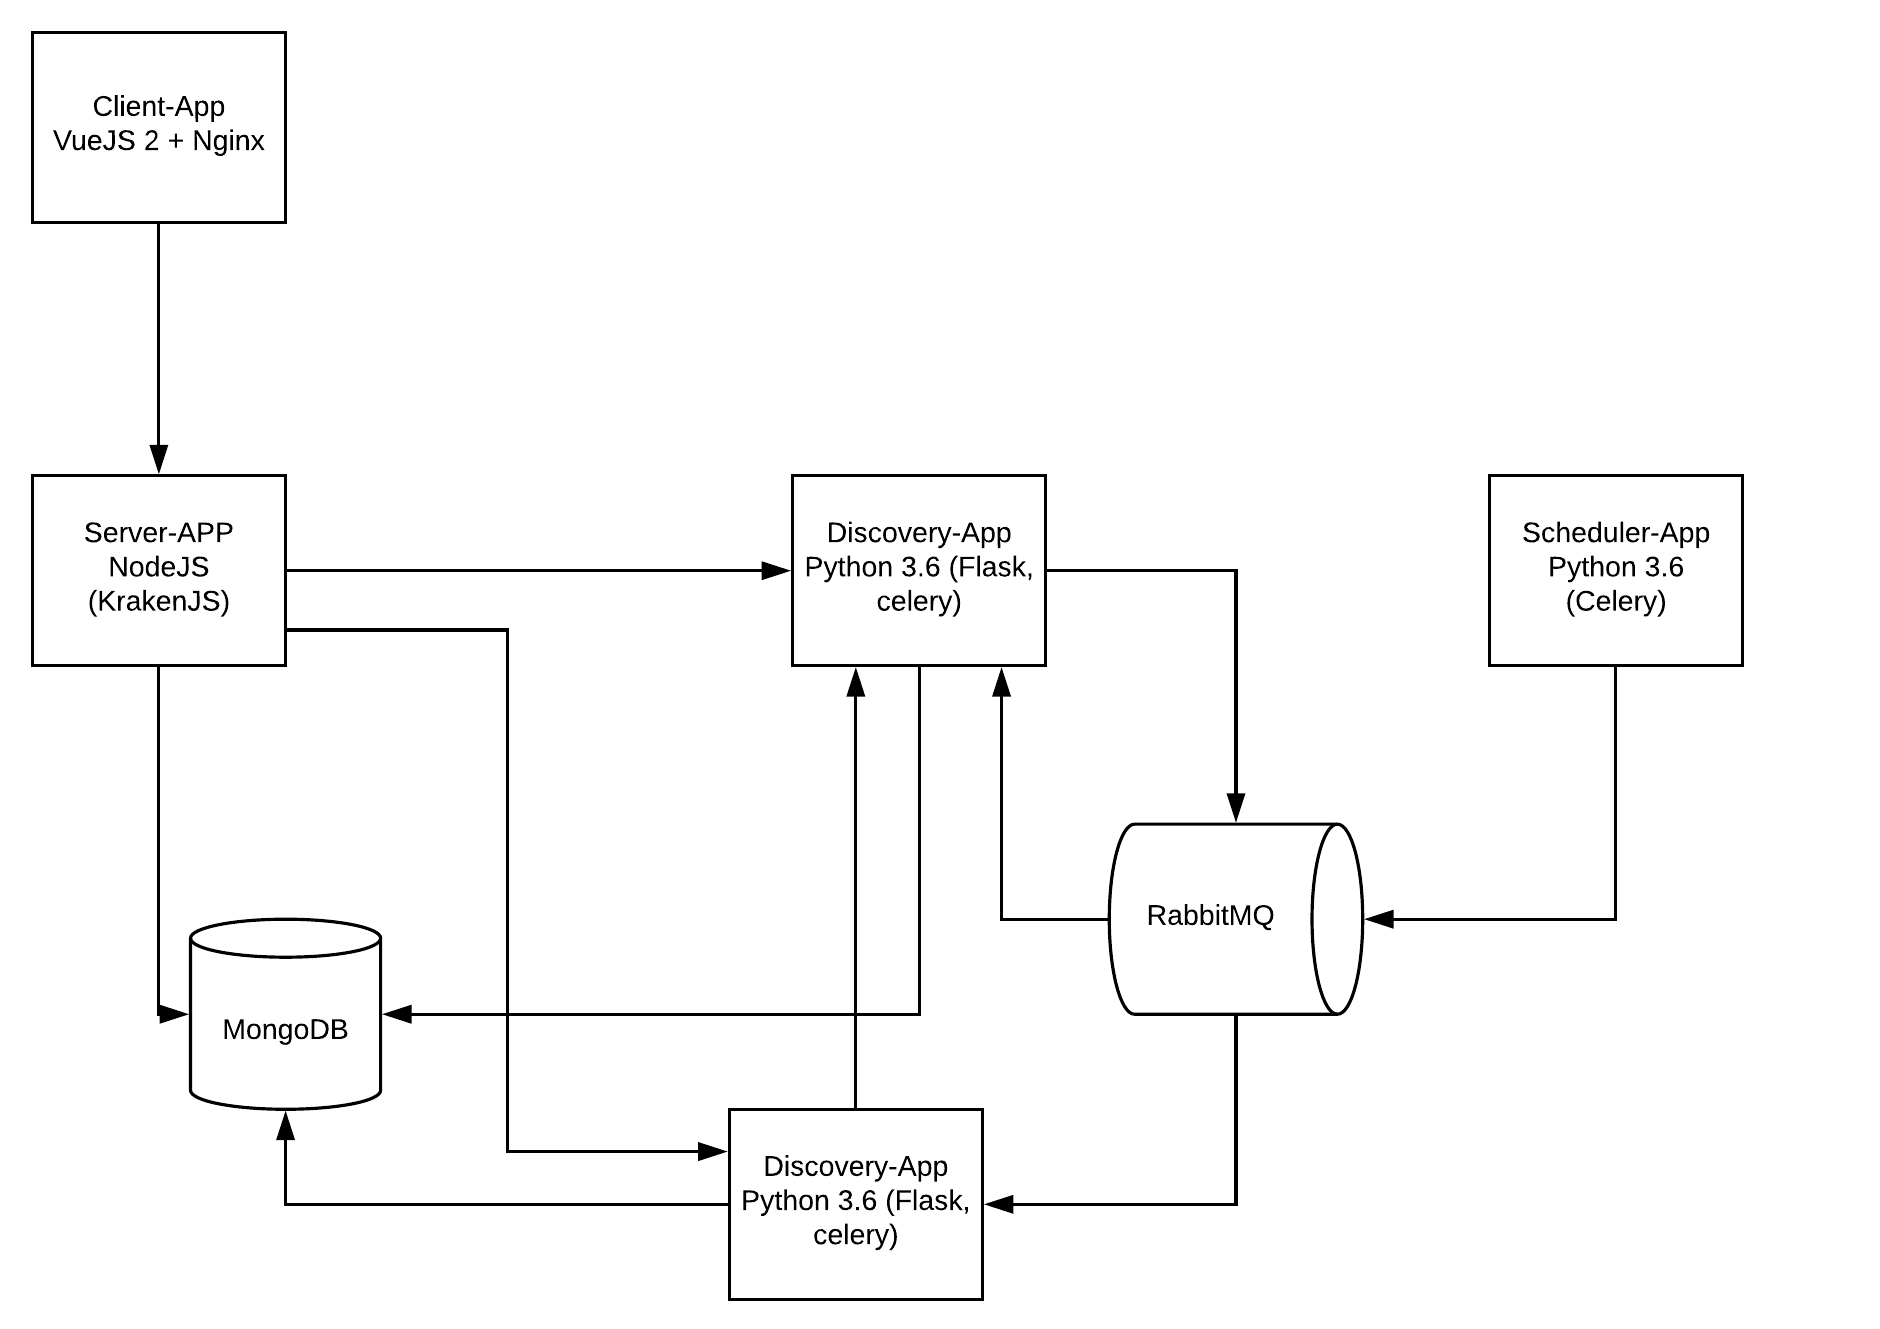 Client-App
VueJS 2 + Nginx
Server-APP
NodeJS
(KrakenJS)
Discovery-App
Python 3.6 (Flask,
celery)
Scheduler-App
Python 3.6
(Celery)
RabbitMQ
MongoDB
Discovery-App
Python 3.6 (Flask,
celery)